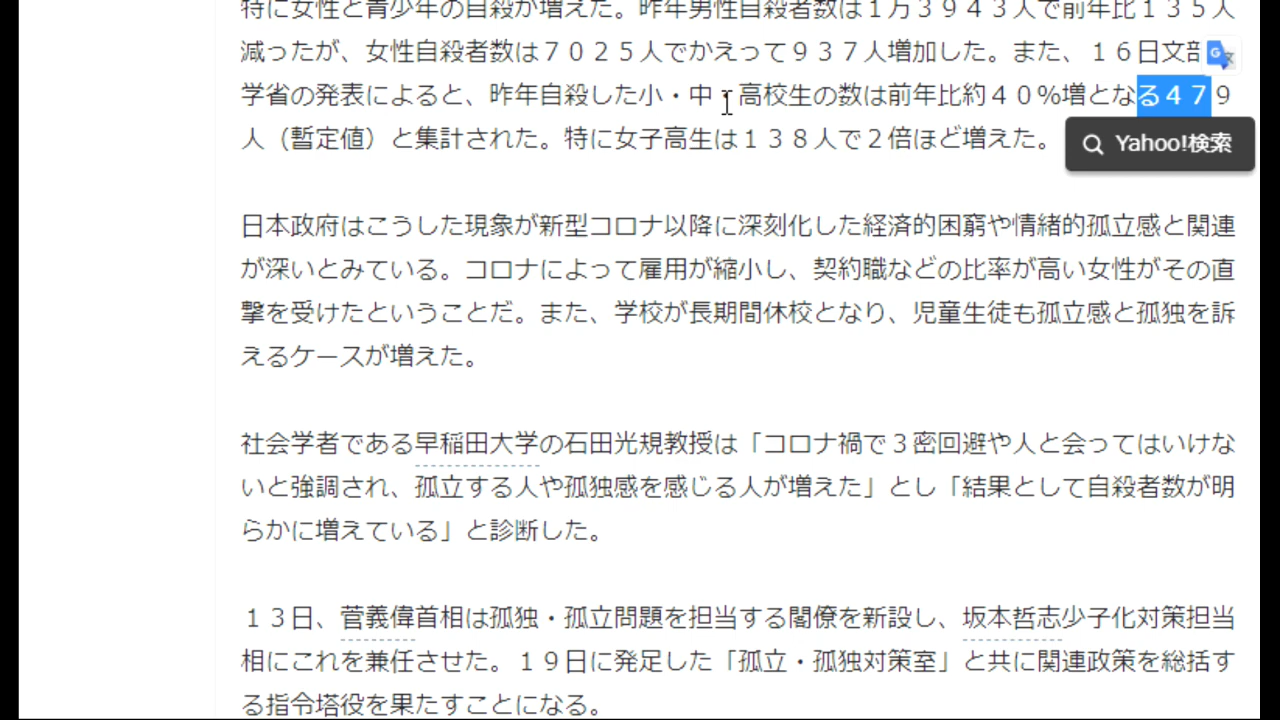 特に女性と青少年の自殺が増えた。昨年男性自殺者数は１万３９４３人で前年比１３５人
減ったが、女性自殺者数は７０２５人でかえって９３７人増加した。また、１６日文部
学省の発表によると、昨年自殺した小・中・高校生の数は前年比約４０％増となる４７９
人（暫定値）と集計された。特に女子高生は１３８人で２倍ほど増えた。
Yahoo!検索
日本政府はこうした現象が新型コロナ以降に深刻化した経済的困窮や情緒的孤立感と関連
が深いとみている。コロナによって雇用が縮小し、契約職などの比率が高い女性がその直
撃を受けたということだ。また、学校が長期間休校となり、児童生徒も孤立感と孤独を訴
えるケースが増えた。
社会学者である早稲田大学の石田光規教授は「コロナ禍で３密回避や人と会ってはいけな
いと強調され、孤立する人や孤独感を感じる人が増えた」とし「結果として自殺者数が明
らかに増えている」と診断した。
１３日、菅義偉首相は孤独・孤立問題を担当する閣僚を新設し、坂本哲志少子化対策担当
相にこれを兼任させた。１９日に発足した「孤立・孤独対策室」と共に関連政策を総括す
る指令塔役を果たすことになる。